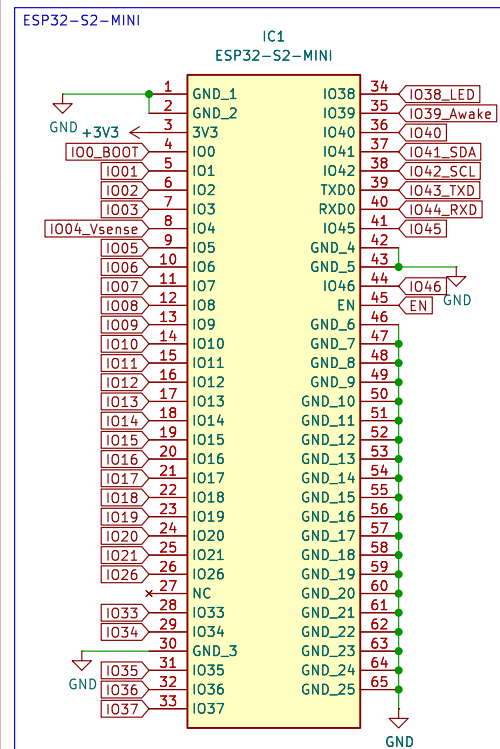 ESP32-S2-MINI
IC1
ESP32-S2-MINI
1 GND_1 IO38 34 IO38_LED
2 GND_2 IO39 35 IO39_Awake
GND
+3V3 3 3V3 IO40 36 IO40
IO0_BOOT 4 IO0 IO41 37 IO41_SDA
IO01 5 IO1 IO42 38 IO42_SCL
IO02 6 IO2 TXD0 39 IO43_TXD
IO03 7 IO3 RXD0 40 IO44_RXD
IO04_Vsense 8 IO4 IO45 41 IO45
IO05 9 IO5 GND_4 42
IO06 10 IO6 GND_5 43
IO07 11 IO7 IO46 44 IO46
GND
IO08 12 IO8 EN 45 EN
IO09 13 IO9 GND_6 46
IO10 14 IO10 GND_7 47
IO11 15 IO11 GND_8 48
IO12 16 IO12 GND_9 49
IO13 17 IO13 GND_10 50
IO14 18 IO14 GND_11 51
IO15 19 IO15 GND_12 52
IO16 20 IO16 GND_13 53
IO17 21 IO17 GND_14 54
IO18 22 IO18 GND_15 55
IO19 23 IO19 GND_16 56
IO20 24 IO20 GND_17 57
IO21 25 IO21 GND_18 58
IO26 26 IO26 GND_19 59
27 NC GND_20 60
IO33 28 IO33 GND_21 61
IO34 29 IO34 GND_22 62
30 GND_3 GND_23 63
GND
IO35 31 IO35 GND_24 64
IO36 32 IO36 GND_25 65
IO37 33 IO37
GND